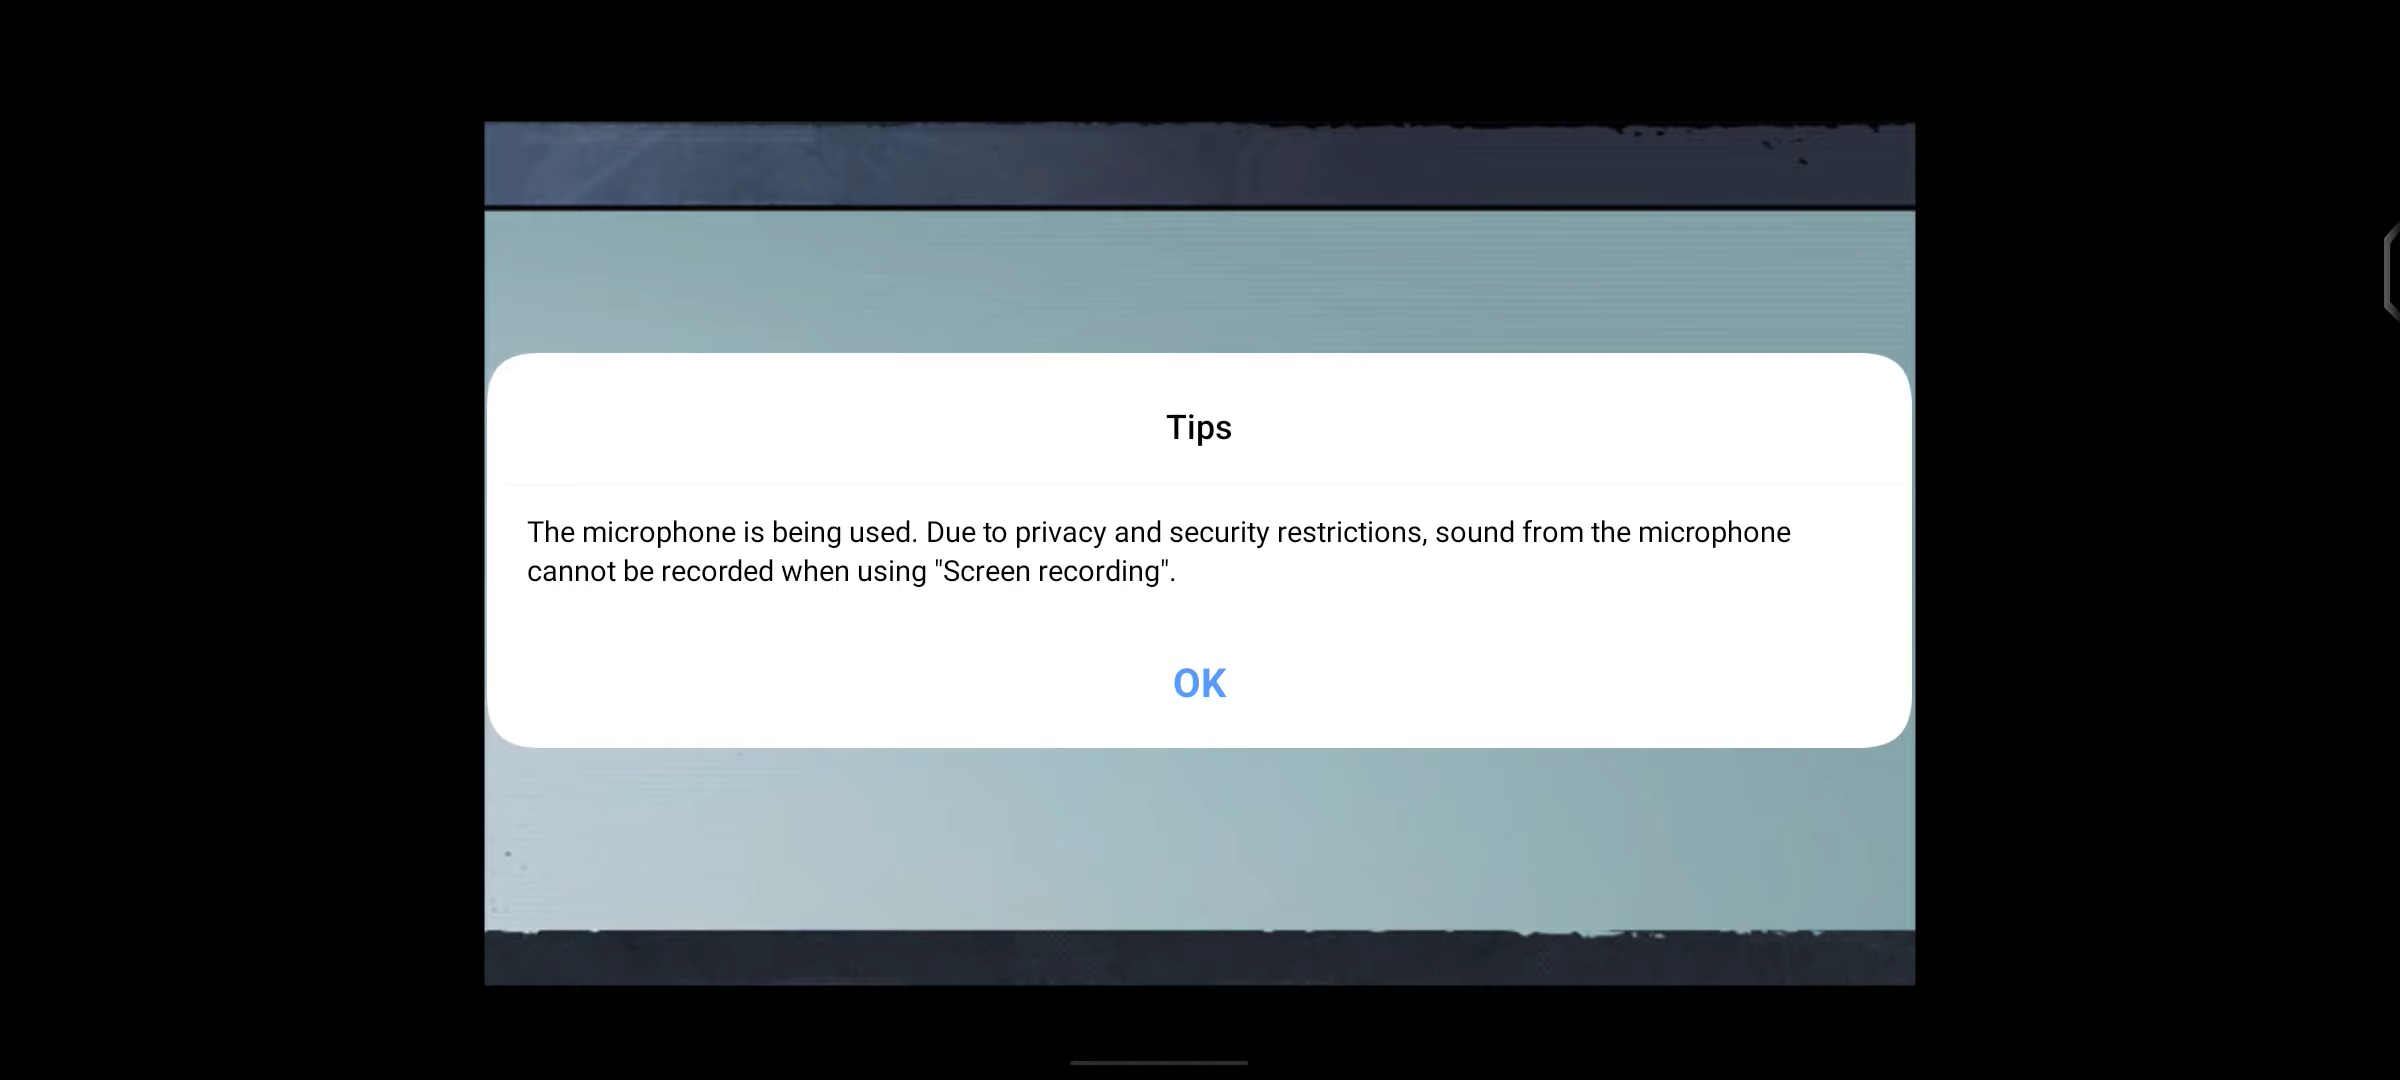 Tips
The microphone is being used. Due to privacy and security restrictions, sound from the microphone
cannot be recorded when using "Screen recording".
OK